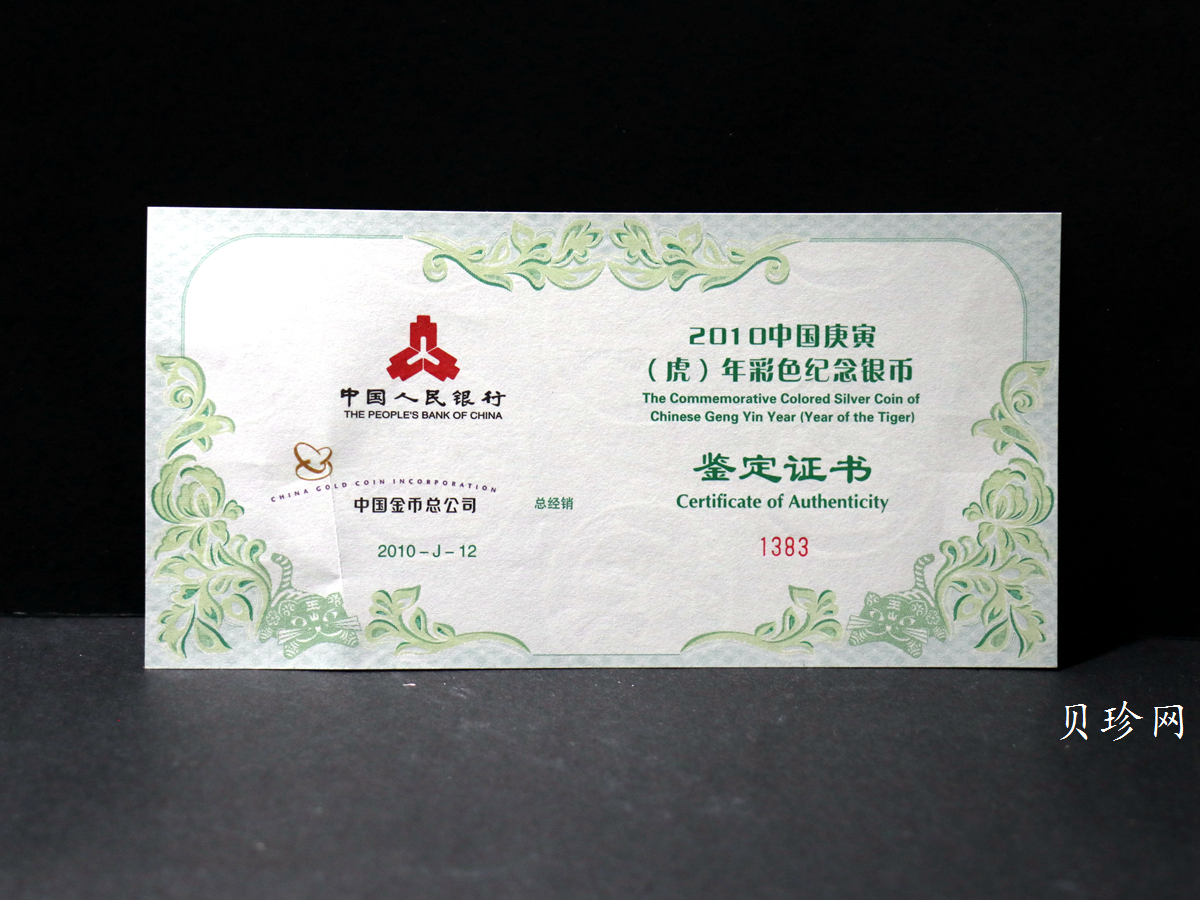 中国人民银行
THE PEOPLE'S BANK OF CHINA
CHINA GOLD COIN INCORPORATION
中国金币总公司
总经销
2010-J-12
2010中国庚寅
（虎）年彩色纪念银币
The Commemorative Colored Silver Coin of
Chinese Geng Yin Year (Year of the Tiger)
鉴定证书
Certificate of Authenticity
1383
贝珍网